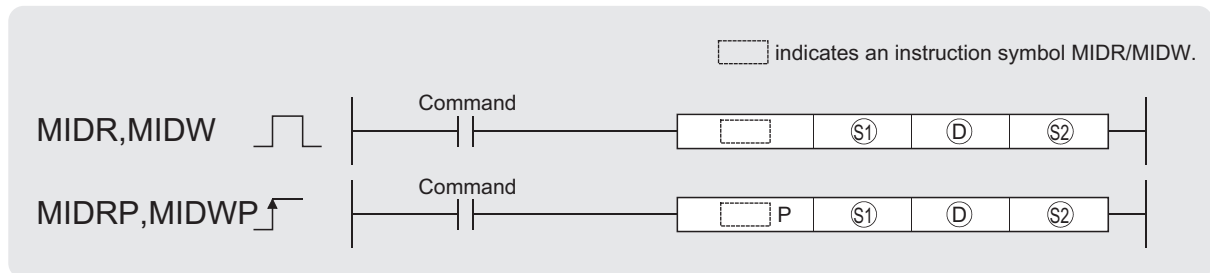 indicates an instruction symbol MIDR/MIDW.
Command
MIDR,MIDW
S1 D S2
Command
MIDRP,MIDWP
P S1 D S2